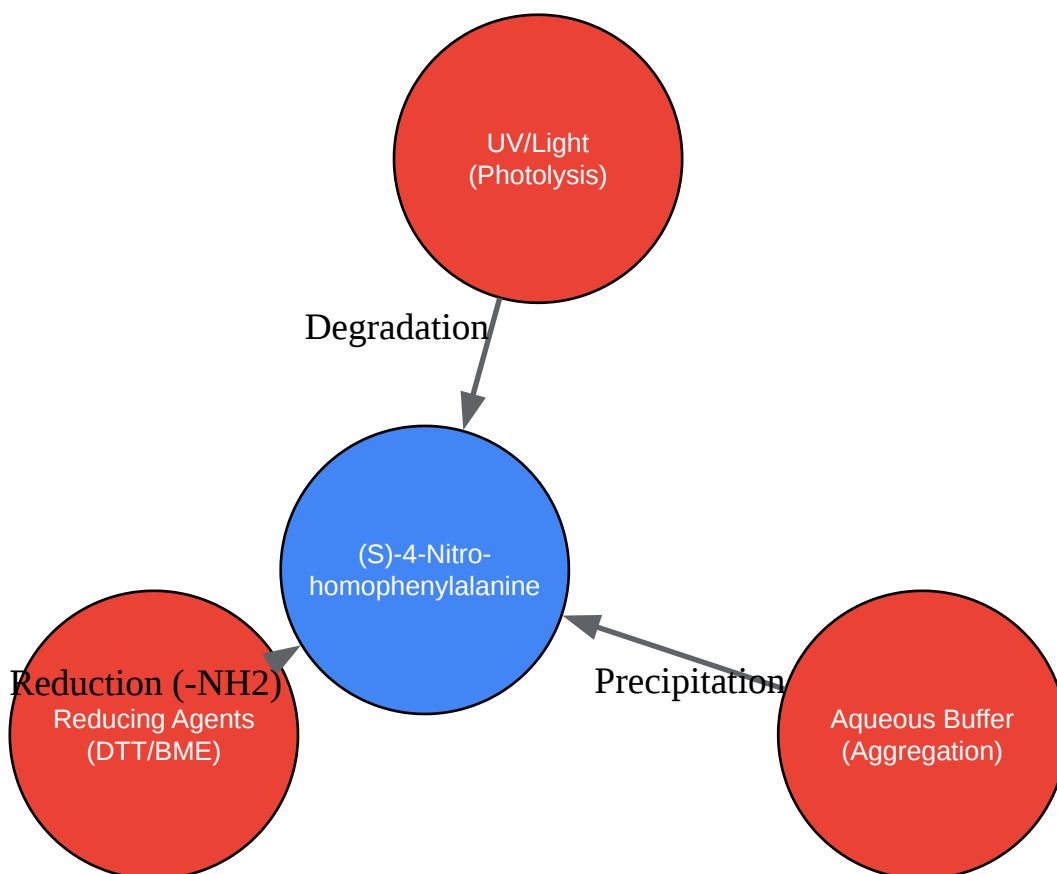 UV/Light
(Photolysis)
Degradation
(S)-4-Nitro-
homophenylalanine
Reduction (-NH2)
Reducing Agents
(DTT/BME)
Precipitation
Aqueous Buffer
(Aggregation)